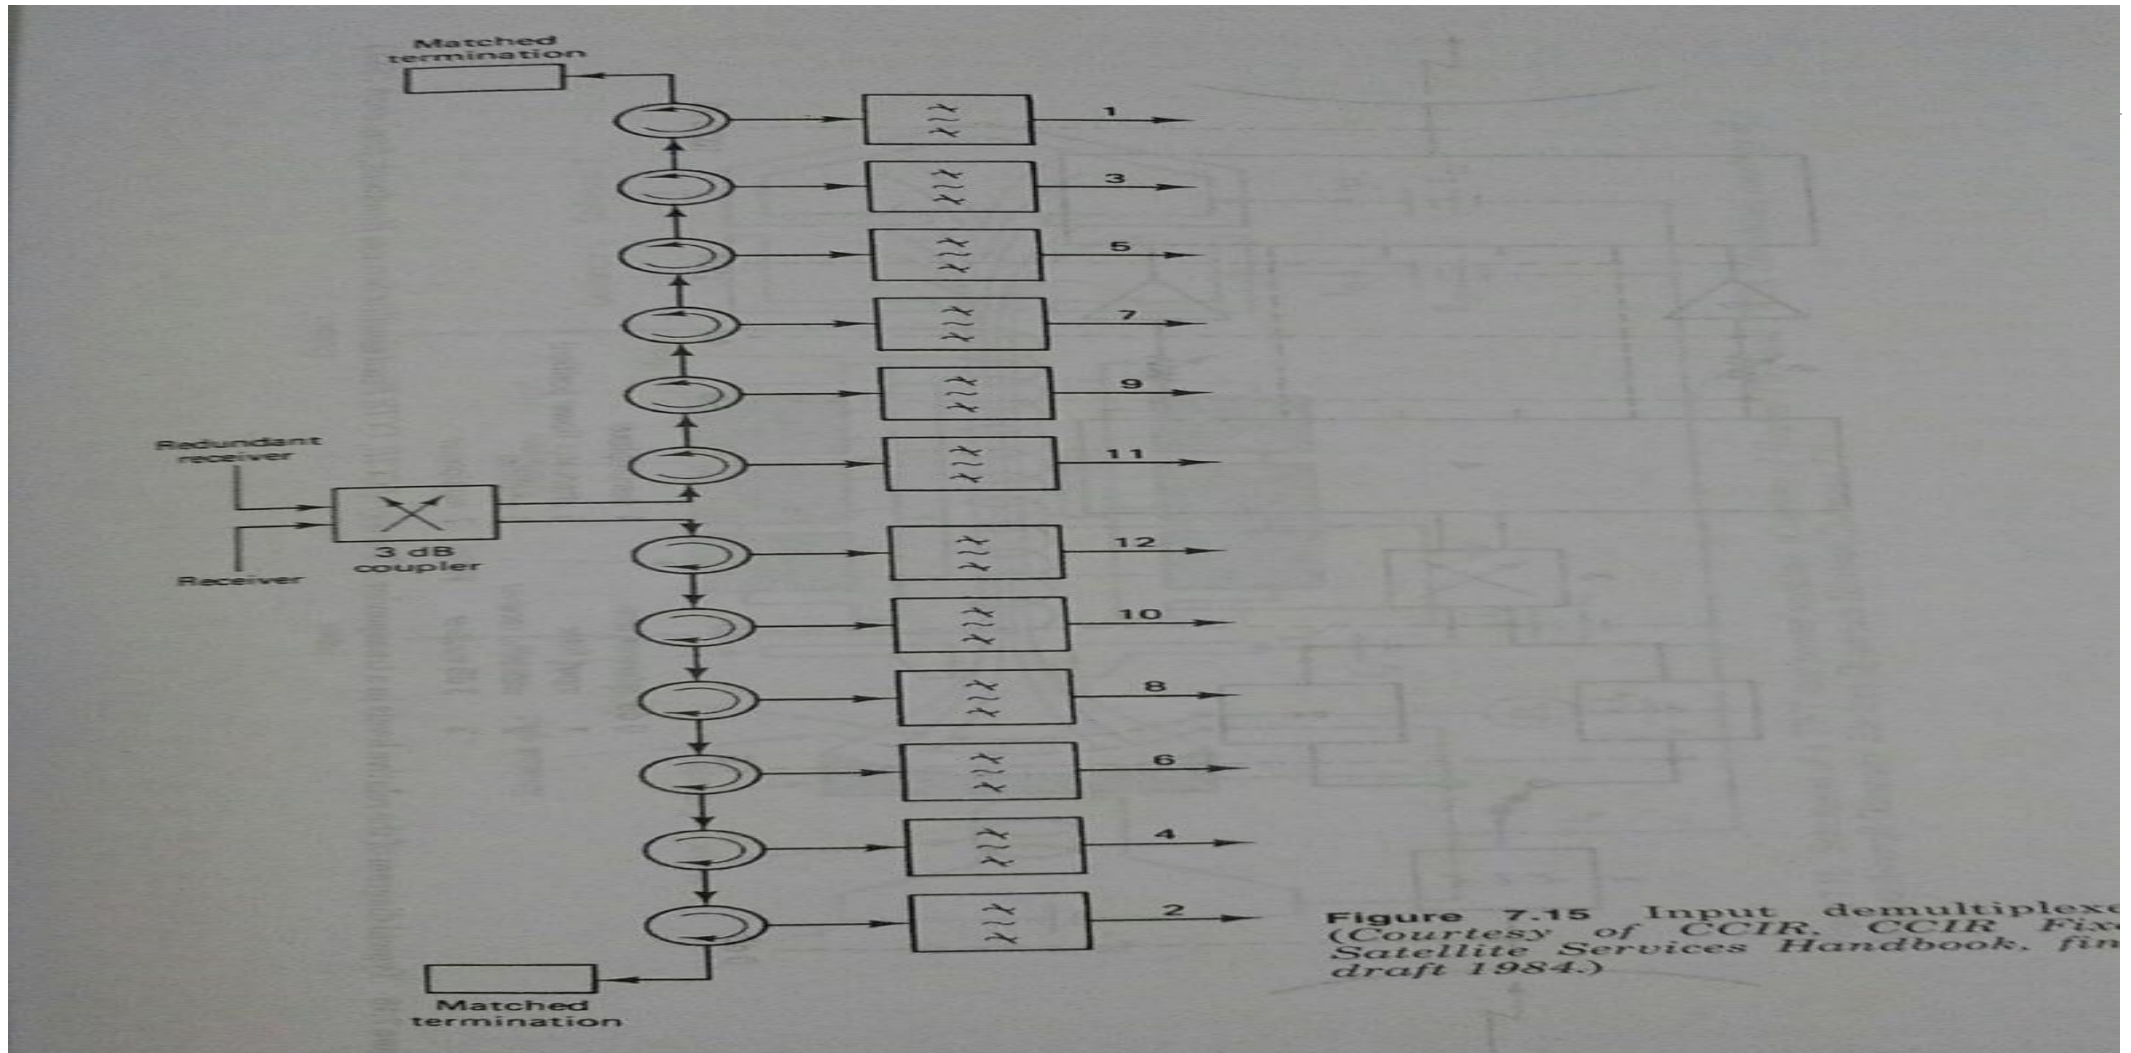 Matched
termination
1
3
5
7
9
11
Redundant
receiver
3 dB
coupler
Receiver
12
10
8
6
4
2
Matched
termination
Figure 7.15 Input
(Courtesy of CCIR, CCIR
Satellite Services Handbook,
draft 1984.)